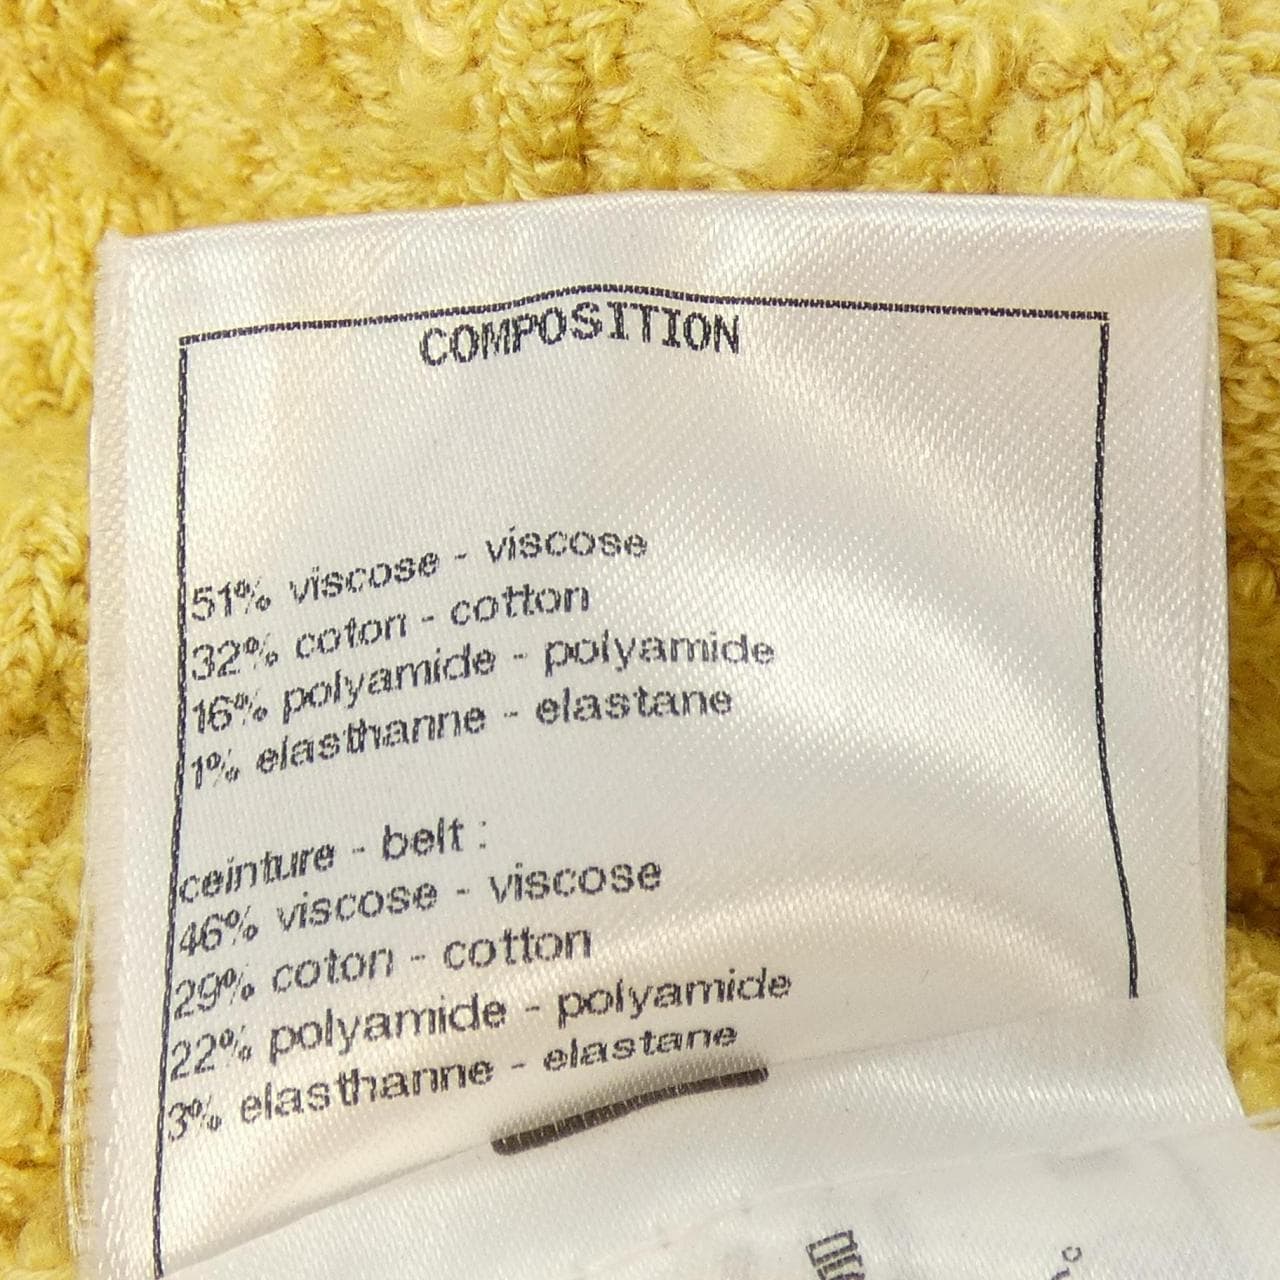 COMPOSITION
51% viscose - viscose
32% coton - cotton
16% polyamide - polyamide
1% elasthanne - elastane
ceinture - belt :
46% viscose - viscose
29% coton - cotton
22% polyamide - polyamide
3% elasthanne - elastane